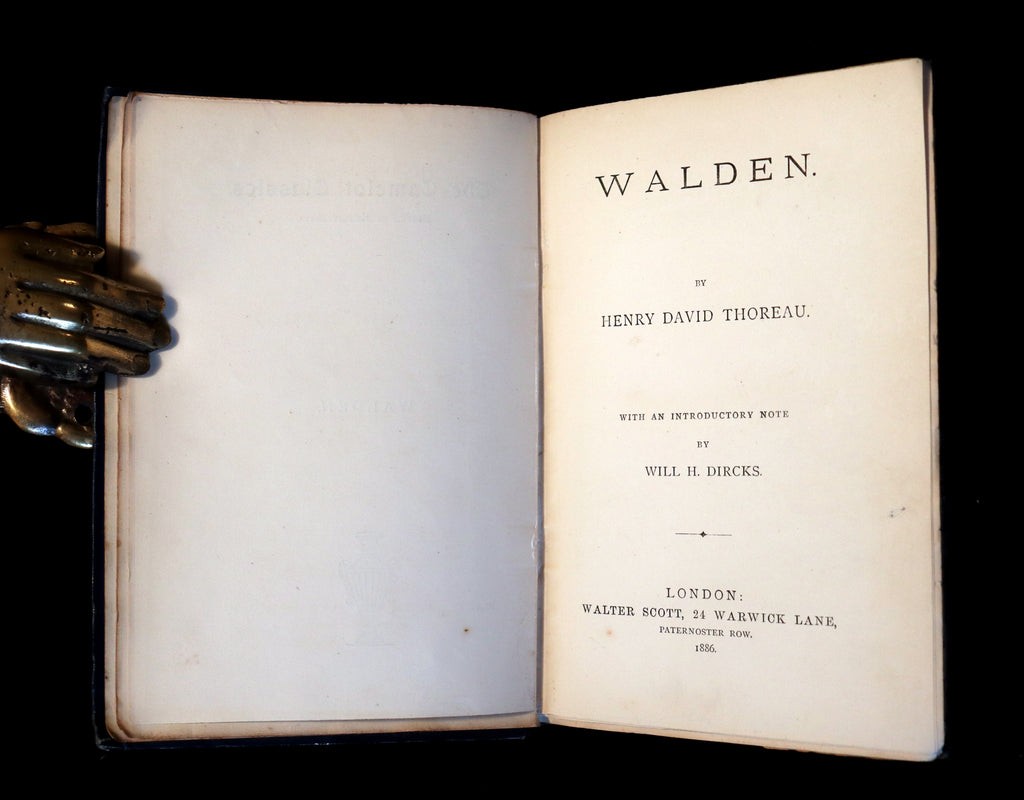 WALDEN.
BY
HENRY DAVID THOREAU.
WITH AN INTRODUCTORY NOTE
BY
WILL H. DIRCKS.
LONDON:
WALTER SCOTT, 24 WARWICK LANE,
PATERNOSTER ROW.
1886.